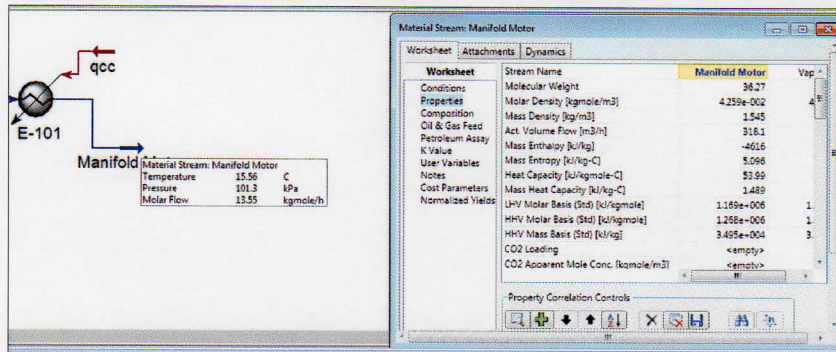 qcc
E-101
Manifold
Material Stream: Manifold Motor
Temperature 15.56 C
Pressure 101.3 kPa
Molar Flow 13.55 kgmole/h
Material Stream: Manifold Motor
Worksheet Attachments Dynamics
Worksheet
Conditions
Properties
Composition
Oil & Gas Feed
Petroleum Assay
K Value
User Variables
Notes
Cost Parameters
Normalized Yields
Stream Name Manifold Motor Vap
Molecular Weight 36.27
Molar Density [kgmole/m3] 4.259e-002 4
Mass Density [kg/m3] 1.545
Act. Volume Flow [m3/h] 318.1
Mass Enthalpy [kJ/kg] -4616
Mass Entropy [kJ/kg-C] 5.096
Heat Capacity [kJ/kgmole-C] 53.99
Mass Heat Capacity [kJ/kg-C] 1.489
LHV Molar Basis (Std) [kJ/kgmole] 1.169e+006 1.
HHV Molar Basis (Std) [kJ/kgmole] 1.268e+006 1.
HHV Mass Basis (Std) [kJ/kg] 3.495e+004 3.
CO2 Loading <empty>
CO2 Apparent Mole Conc. [kgmole/m3] <empty>
Property Correlation Controls